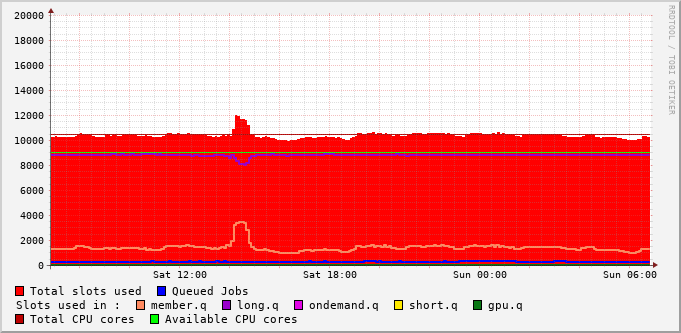 20000
18000
16000
14000
12000
10000
8000
6000
4000
2000
0
Sat 12:00 Sat 18:00 Sun 00:00 Sun 06:00
Total slots used Queued Jobs
Slots used in : member.q long.q ondemand.q short.q gpu.q
Total CPU cores Available CPU cores
RRDTOOL / TOBI OETIKER